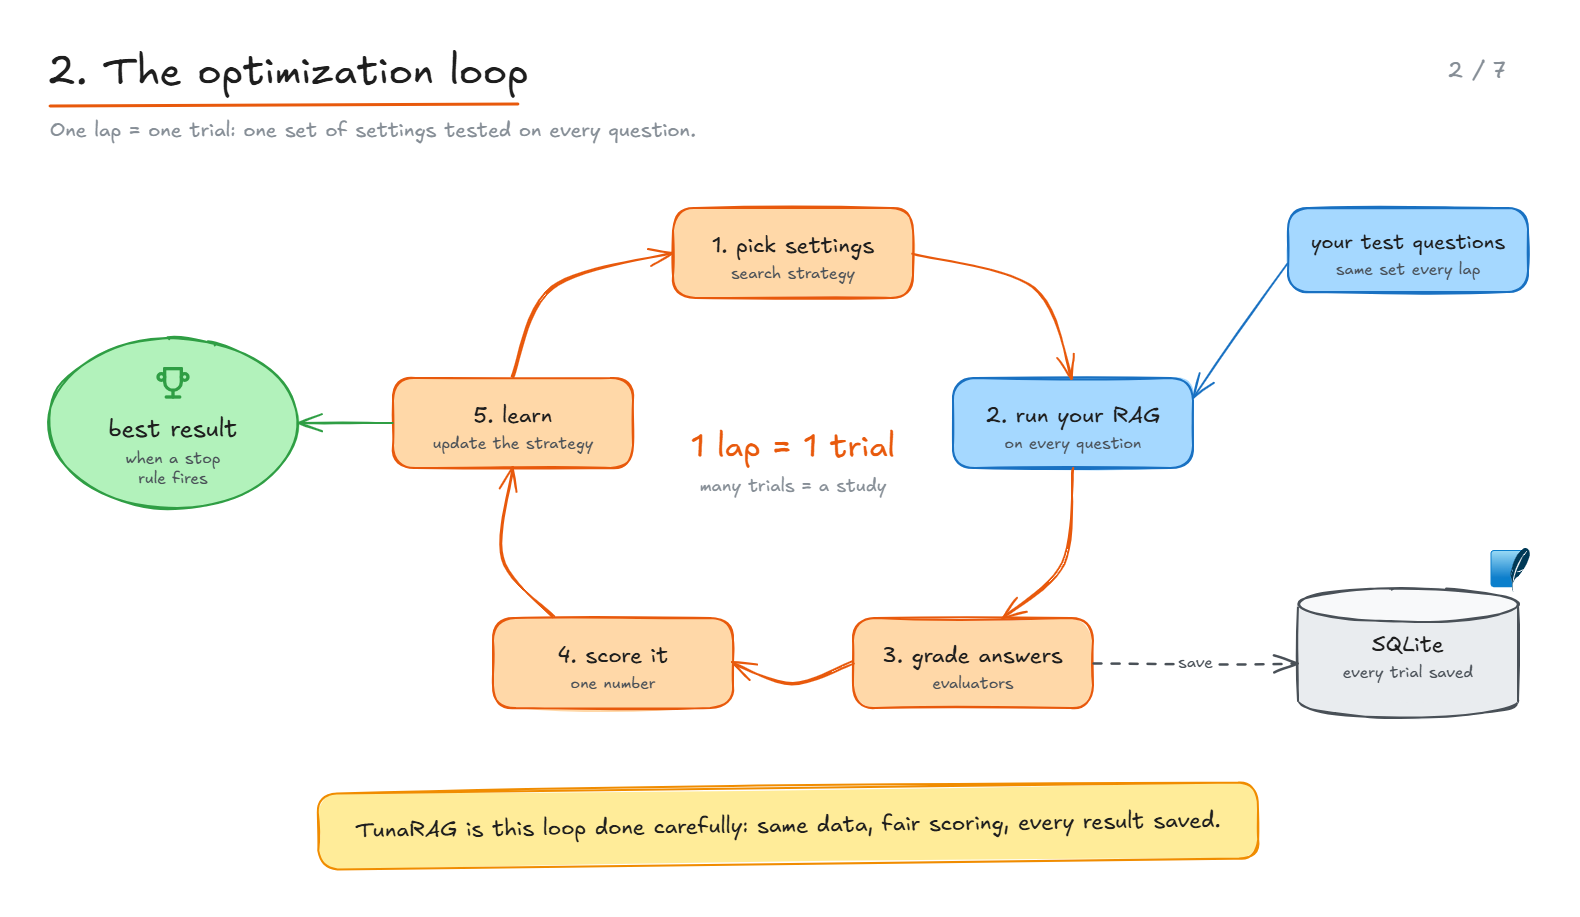 2. The optimization loop
2 / 7
One lap = one trial: one set of settings tested on every question.
1. pick settings
search strategy
your test questions
same set every lap
best result
when a stop
rule fires
5. learn
update the strategy
1 lap = 1 trial
many trials = a study
2. run your RAG
on every question
4. score it
one number
3. grade answers
evaluators
save
SQLite
every trial saved
TunaRAG is this loop done carefully: same data, fair scoring, every result saved.